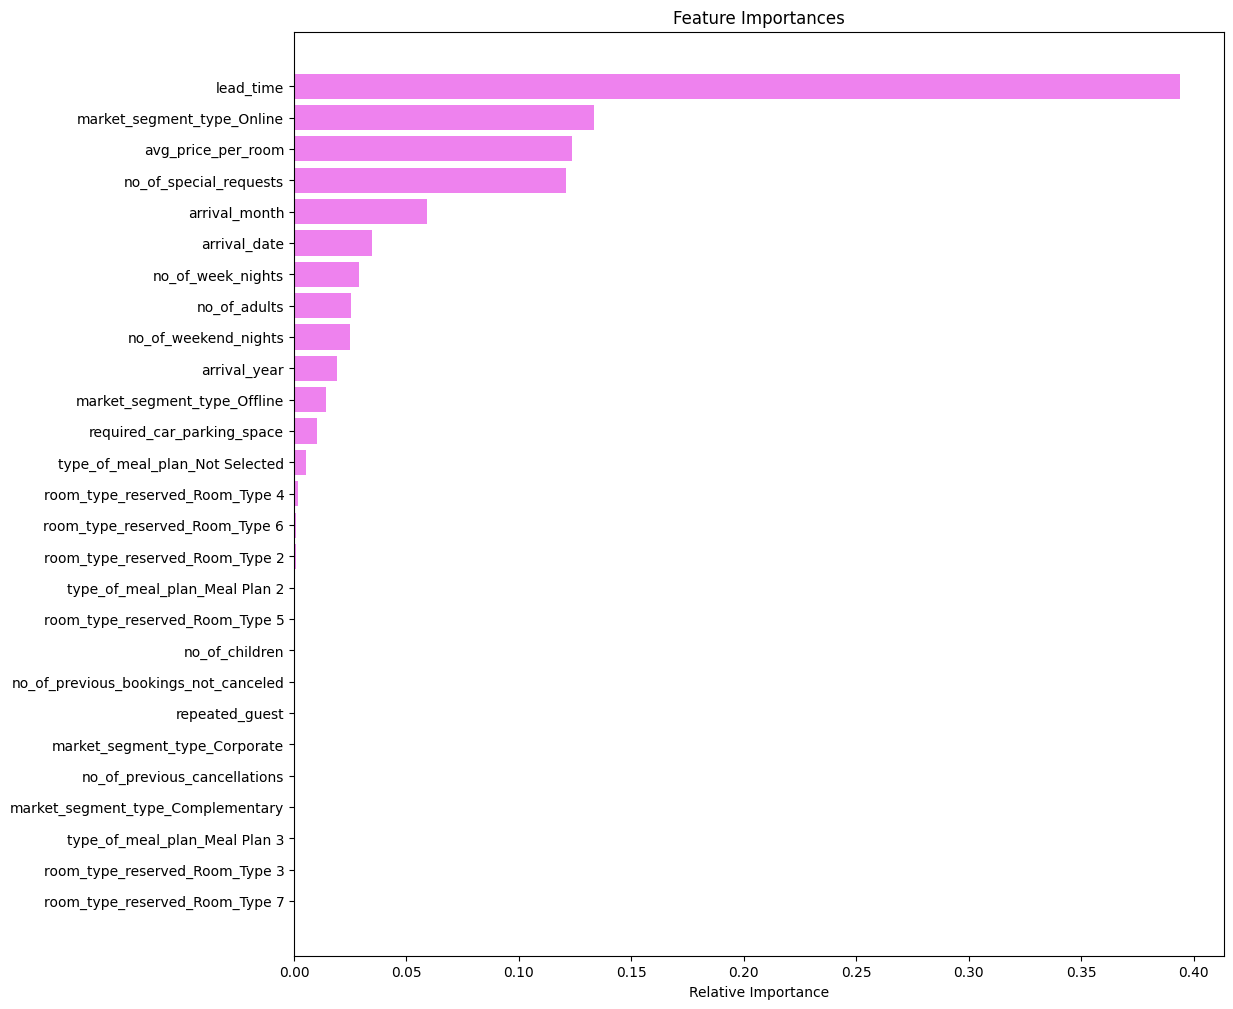 Feature Importances
lead_time
market_segment_type_Online
avg_price_per_room
no_of_special_requests
arrival_month
arrival_date
no_of_week_nights
no_of_adults
no_of_weekend_nights
arrival_year
market_segment_type_Offline
required_car_parking_space
type_of_meal_plan_Not Selected
room_type_reserved_Room_Type 4
room_type_reserved_Room_Type 6
room_type_reserved_Room_Type 2
type_of_meal_plan_Meal Plan 2
room_type_reserved_Room_Type 5
no_of_children
no_of_previous_bookings_not_canceled
repeated_guest
market_segment_type_Corporate
no_of_previous_cancellations
market_segment_type_Complementary
type_of_meal_plan_Meal Plan 3
room_type_reserved_Room_Type 3
room_type_reserved_Room_Type 7
0.00 0.05 0.10 0.15 0.20 0.25 0.30 0.35 0.40
Relative Importance